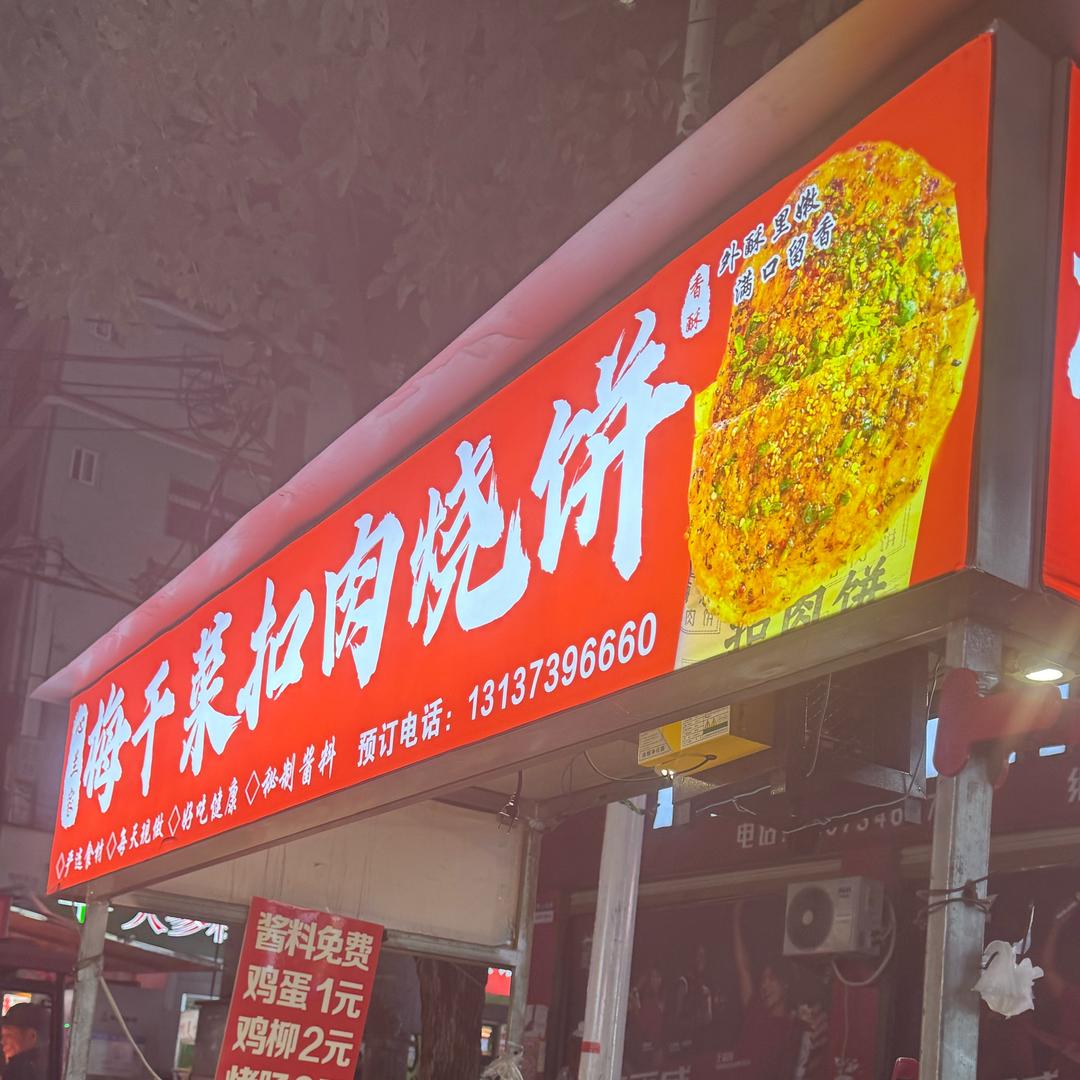 外酥里嫩
满口留香
香酥
梅干菜扣肉烧饼
◇严选食材◇每天现做◇好吃健康◇秘制酱料
预订电话：13137396660
扣肉饼
酱料免费
鸡蛋1元
鸡柳2元